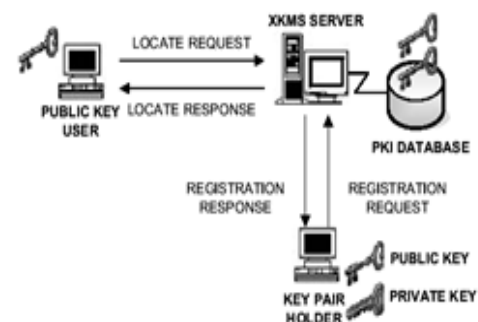 XKMS SERVER
LOCATE REQUEST
LOCATE RESPONSE
PUBLIC KEY
USER
PKI DATABASE
REGISTRATION
RESPONSE
REGISTRATION
REQUEST
PUBLIC KEY
PRIVATE KEY
KEY PAIR
HOLDER